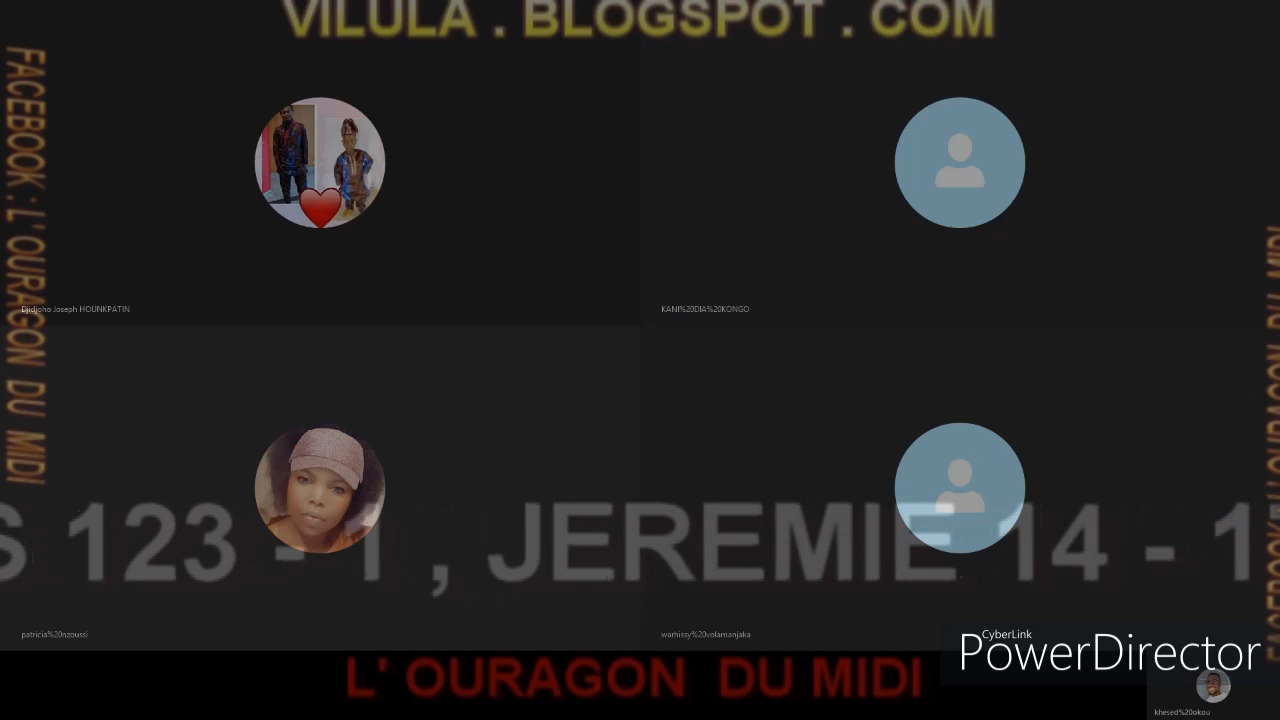 VILULA . BLOGSPOT . COM
FACEBOOK : L' OURAGON DU MIDI
Djidjoho Joseph HOUNKPATIN
KANI%20DIA%20KONGO
S 123 - 1 , JEREMIE 14 - 1
patricia%20nzoussi
warhissy%20volamanjaka
CyberLink
PowerDirector
L' OURAGON DU MIDI
khesed%20okou